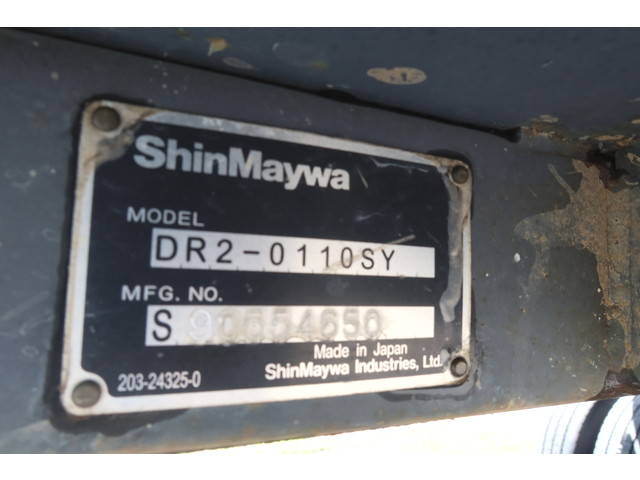 ShinMaywa
MODEL
DR2-0110SY
MFG. NO.
S
Made in Japan
203-24325-0
ShinMaywa Industries, Ltd.